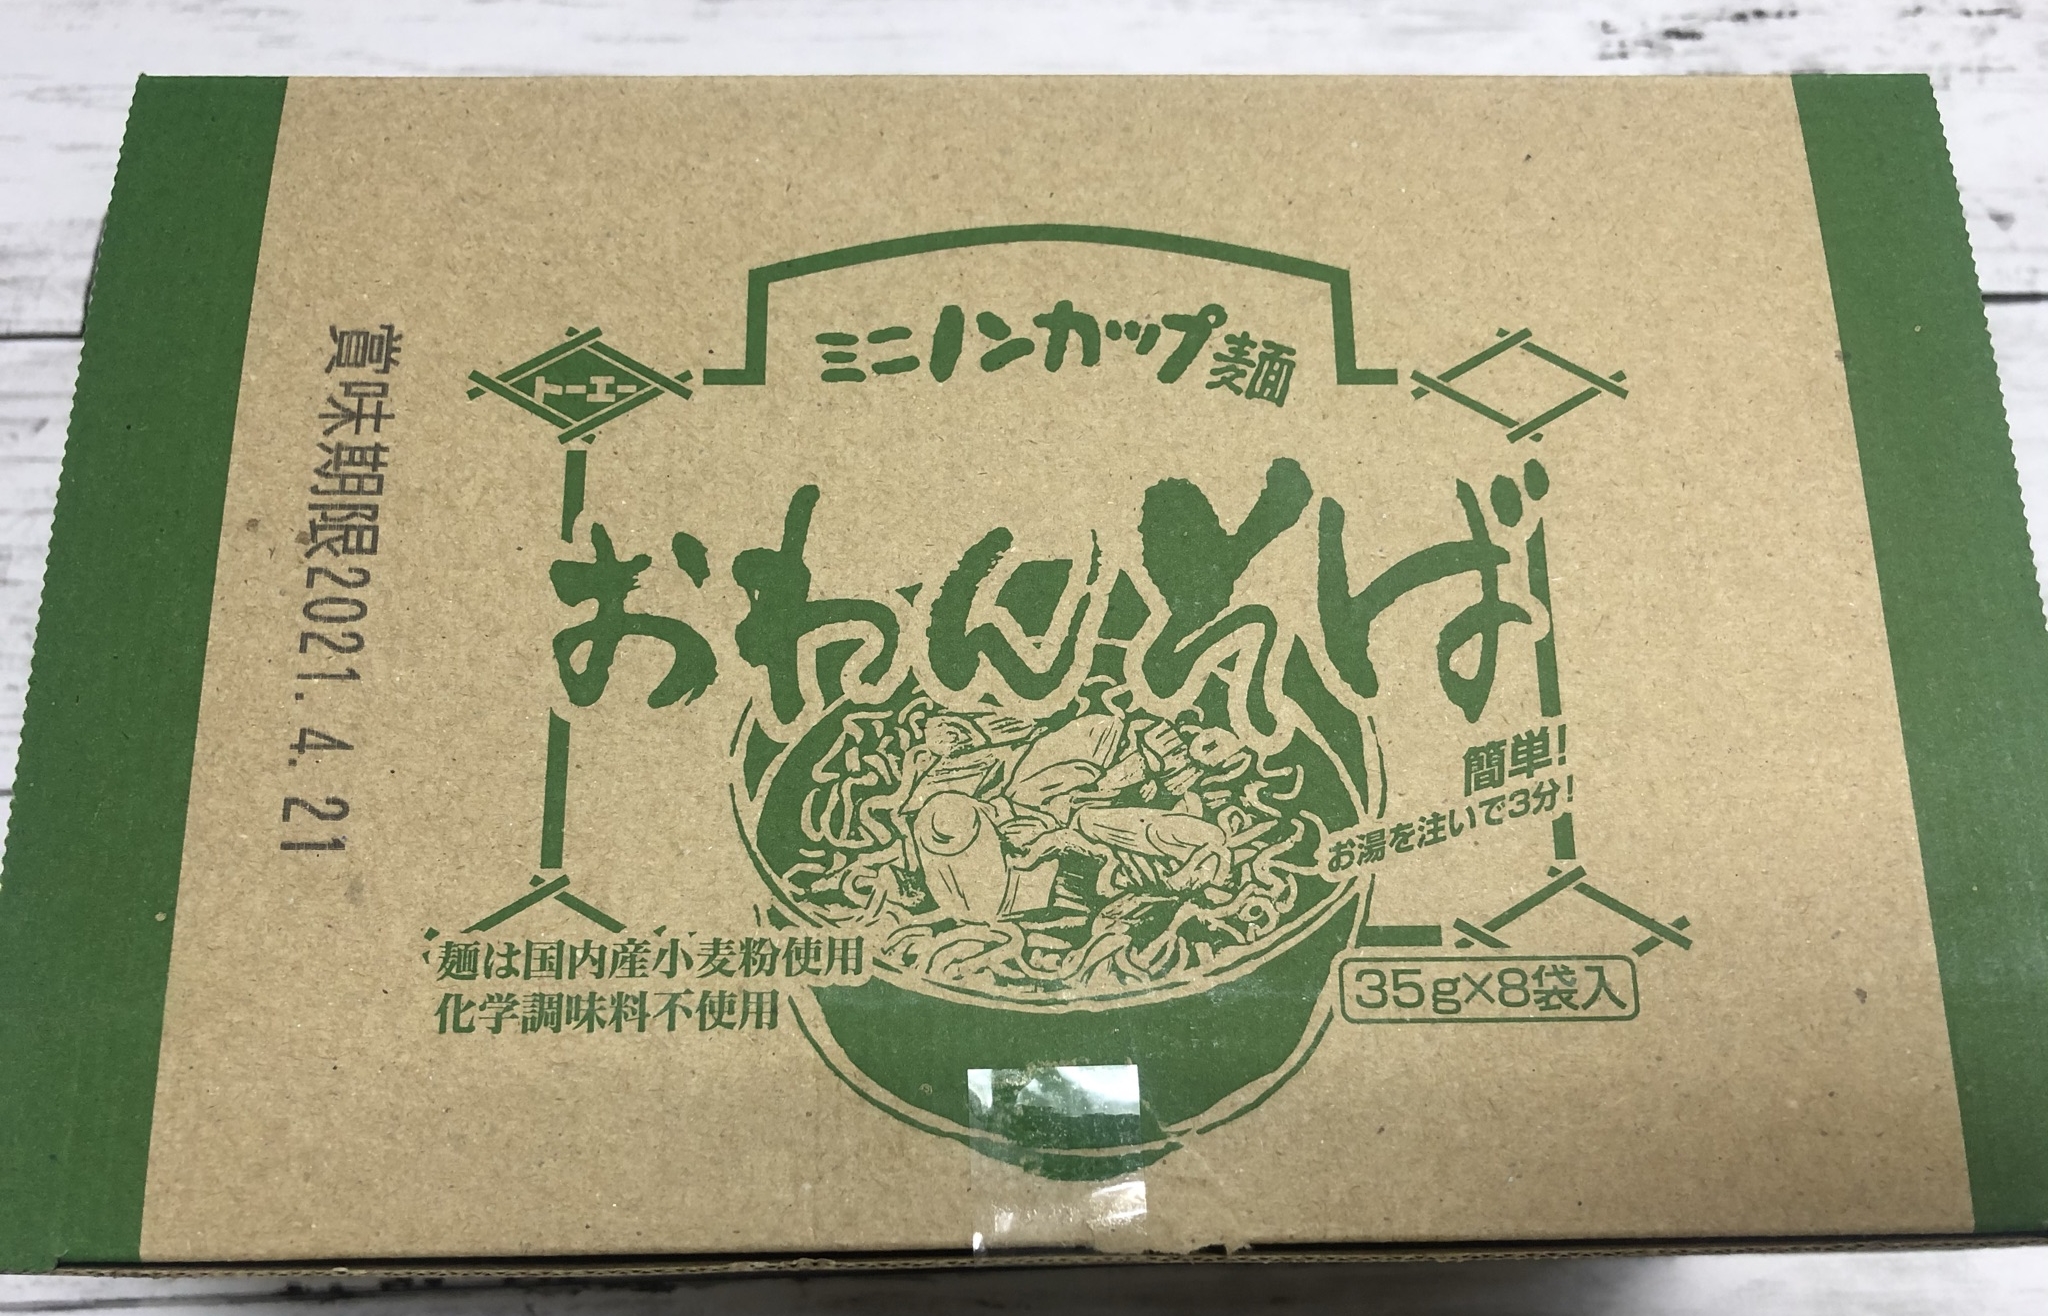 ミニノンカップ麺
トーエー
おわんそば
簡単!
お湯を注いで3分!
麺は国内産小麦粉使用
化学調味料不使用
35g×8袋入
賞味期限2021. 4. 21